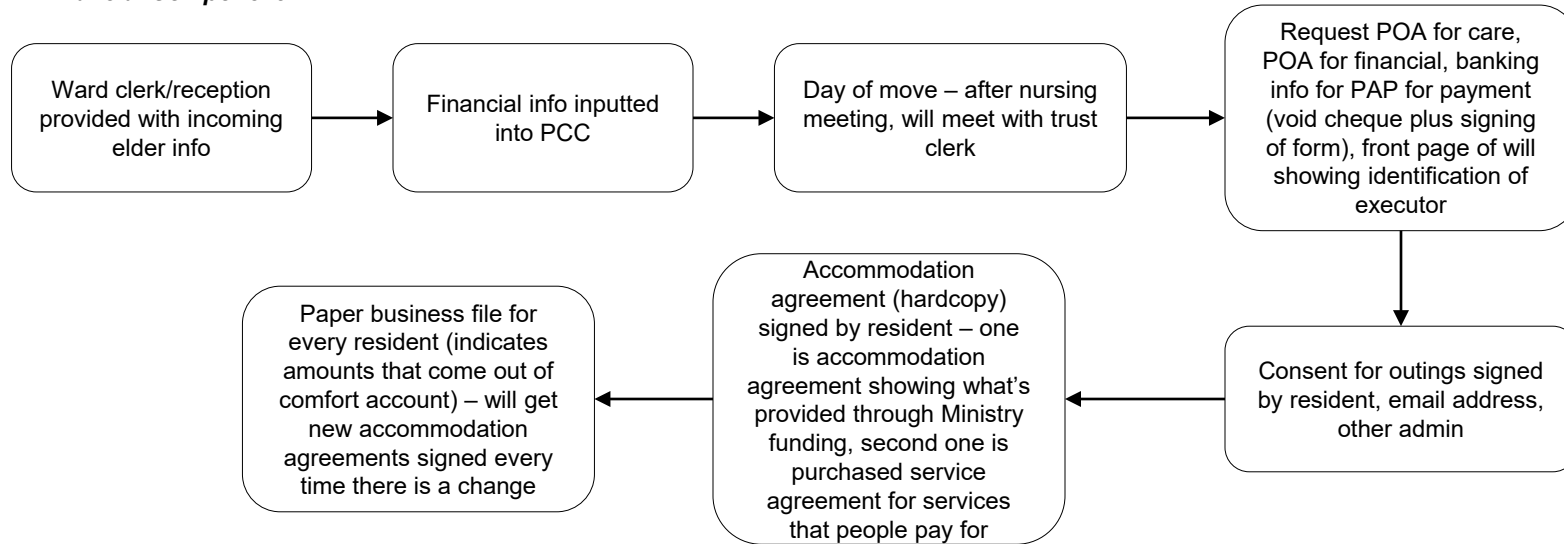 Ward clerk/reception
provided with incoming
elder info
Financial info inputted
into PCC
Day of move – after nursing
meeting, will meet with trust
clerk
Request POA for care,
POA for financial, banking
info for PAP for payment
(void cheque plus signing
of form), front page of will
showing identification of
executor
Consent for outings signed
by resident, email address,
other admin
Accommodation
agreement (hardcopy)
signed by resident – one
is accommodation
agreement showing what's
provided through Ministry
funding, second one is
purchased service
agreement for services
that people pay for
Paper business file for
every resident (indicates
amounts that come out of
comfort account) – will get
new accommodation
agreements signed every
time there is a change